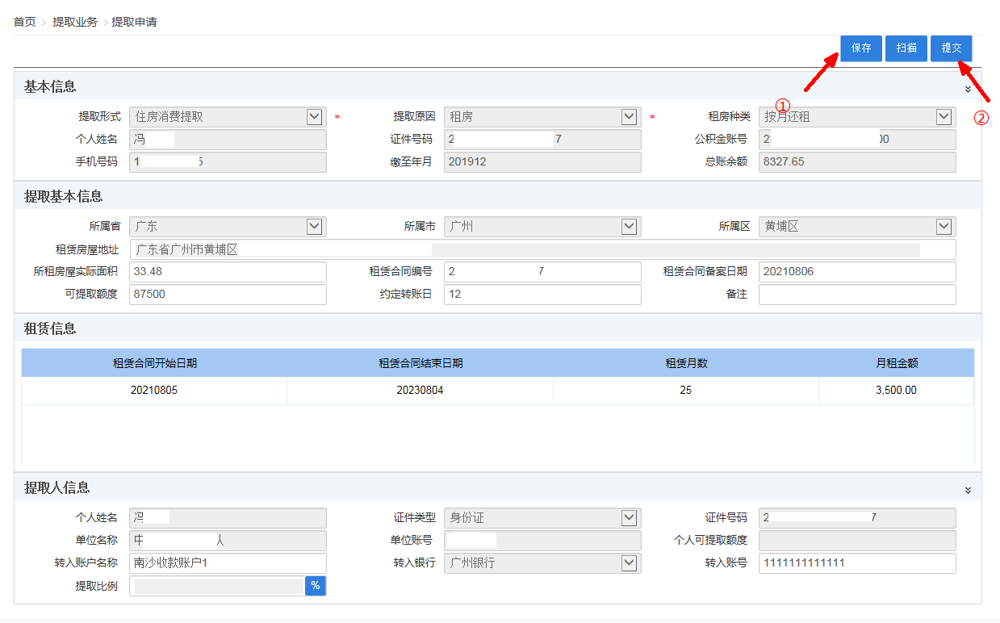 首页 > 提取业务 > 提取申请
保存 扫描 提交
基本信息
① ②
提取形式 住房消费提取 * 提取原因 租房 * 租房种类 按月还租
个人姓名 冯 证件号码 2 7 公积金账号 2 00
手机号码 1 缴至年月 201912 总账余额 8327.65
提取基本信息
所属省 广东 所属市 广州 所属区 黄埔区
租赁房屋地址 广东省广州市黄埔区
所租房屋实际面积 33.48 租赁合同编号 2 7 租赁合同备案日期 20210806
可提取额度 87500 约定转账日 12 备注
租赁信息
租赁合同开始日期 租赁合同结束日期 租赁月数 月租金额
20210805 20230804 25 3,500.00
提取人信息
个人姓名 冯 证件类型 身份证 证件号码 2 7
单位名称 中 人 单位账号 个人可提取额度
转入账户名称 南沙收款账户1 转入银行 广州银行 转入账号 1111111111111
提取比例 %